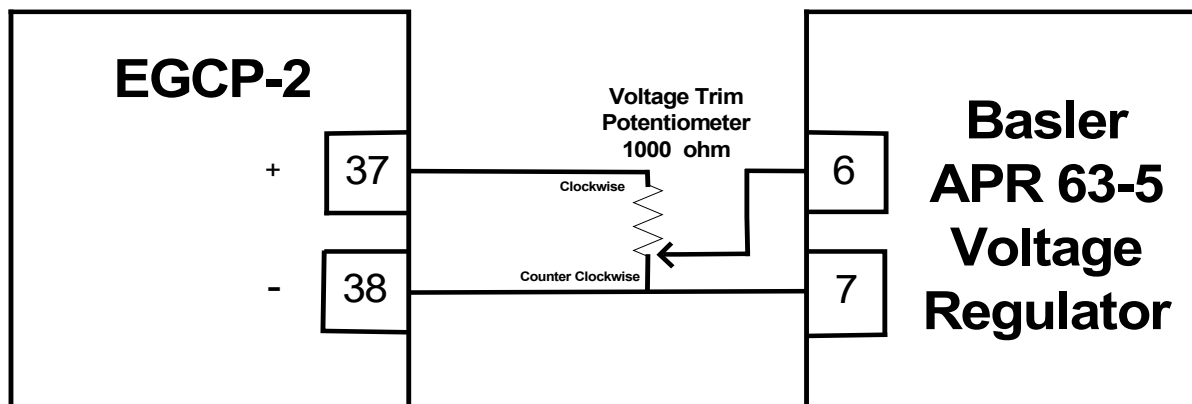 EGCP-2
+
37
-
38
Voltage Trim
Potentiometer
1000 ohm
Clockwise
Counter Clockwise
6
7
Basler
APR 63-5
Voltage
Regulator